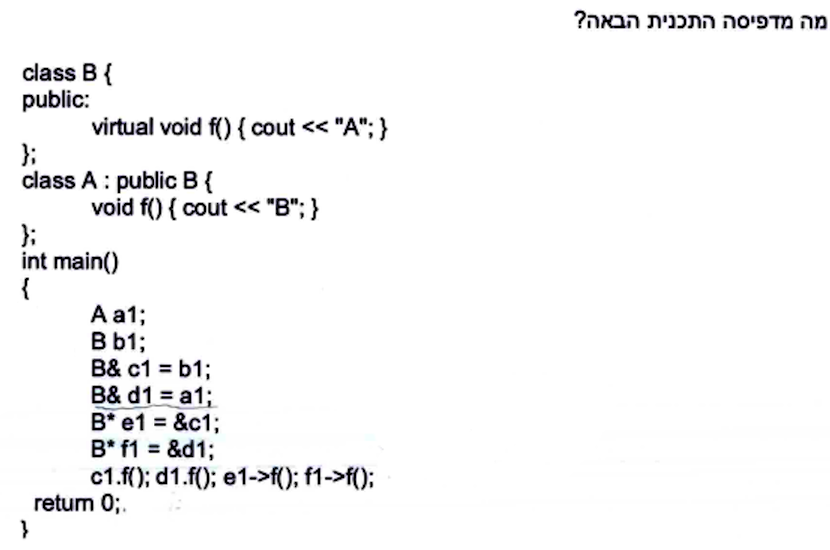 מה מדפיסה התכנית הבאה?
class B {
public:
virtual void f() { cout << "A"; }
};
class A : public B {
void f() { cout << "B"; }
};
int main()
{
A a1;
B b1;
B& c1 = b1;
B& d1 = a1;
B* e1 = &c1;
B* f1 = &d1;
c1.f(); d1.f(); e1->f(); f1->f();
return 0;
}